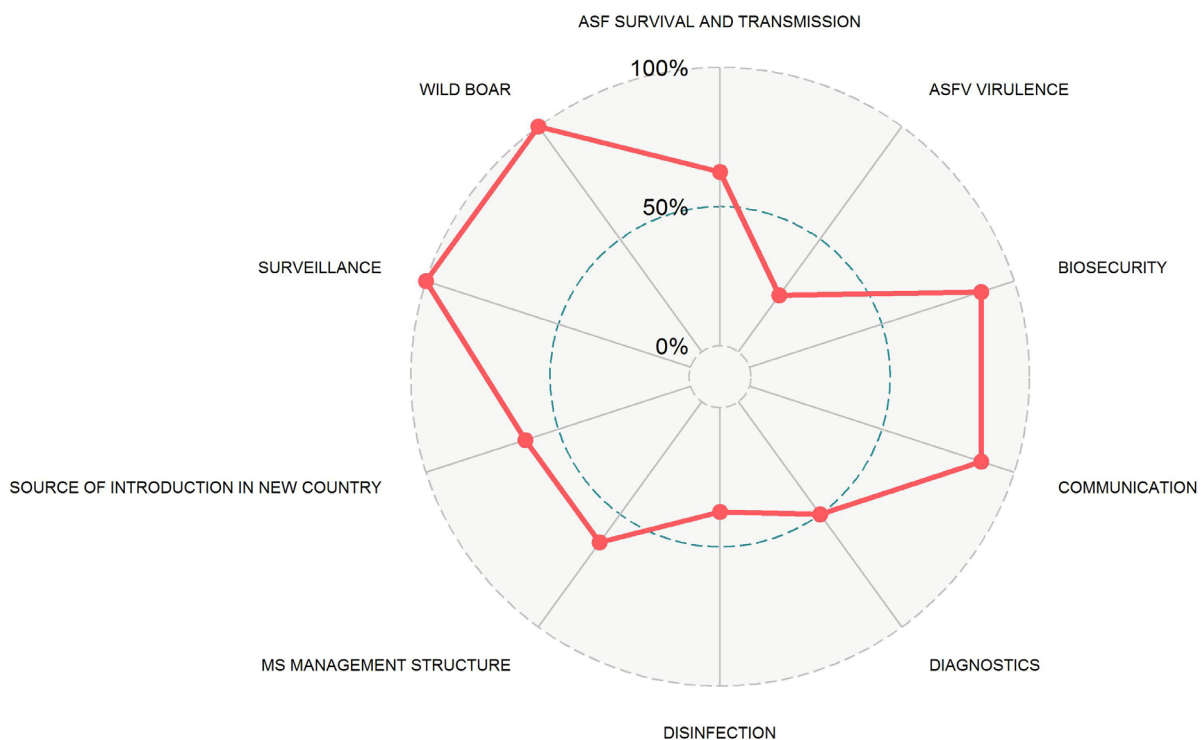 ASF SURVIVAL AND TRANSMISSION
100%
WILD BOAR
ASFV VIRULENCE
50%
SURVEILLANCE
BIOSECURITY
0%
SOURCE OF INTRODUCTION IN NEW COUNTRY
COMMUNICATION
MS MANAGEMENT STRUCTURE
DIAGNOSTICS
DISINFECTION